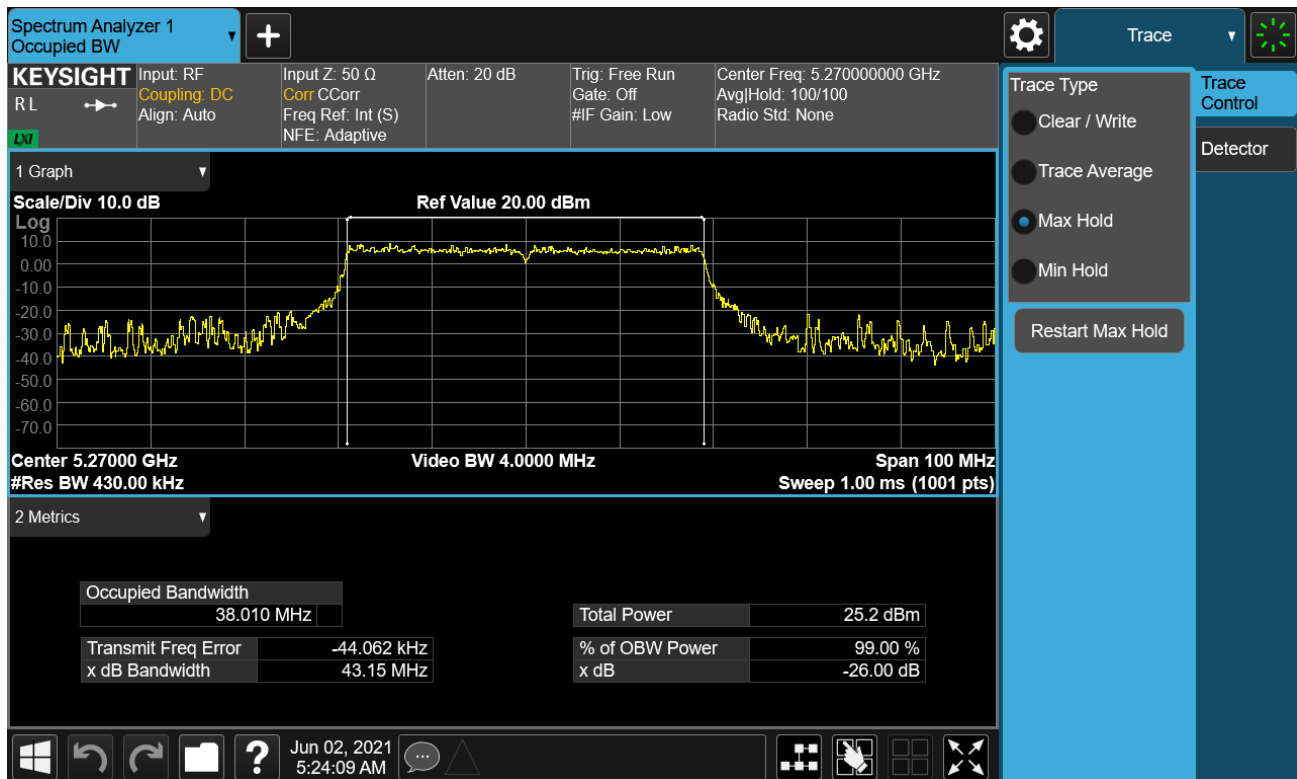 Spectrum Analyzer 1
Occupied BW
Trace
KEYSIGHT
R L
LXI
Input: RF
Coupling: DC
Align: Auto
Input Z: 50 Ω
Corr CCorr
Freq Ref: Int (S)
NFE: Adaptive
Atten: 20 dB
Trig: Free Run
Gate: Off
#IF Gain: Low
Center Freq: 5.270000000 GHz
Avg|Hold: 100/100
Radio Std: None
Trace Type
Clear / Write
Trace Average
Max Hold
Min Hold
Restart Max Hold
Trace
Control
Detector
1 Graph
Scale/Div 10.0 dB
Ref Value 20.00 dBm
Log
10.0
0.00
-10.0
-20.0
-30.0
-40.0
-50.0
-60.0
-70.0
Center 5.27000 GHz
#Res BW 430.00 kHz
Video BW 4.0000 MHz
Span 100 MHz
Sweep 1.00 ms (1001 pts)
2 Metrics
Occupied Bandwidth
38.010 MHz
Transmit Freq Error -44.062 kHz
x dB Bandwidth 43.15 MHz
Total Power 25.2 dBm
% of OBW Power 99.00 %
x dB -26.00 dB
?
Jun 02, 2021
5:24:09 AM